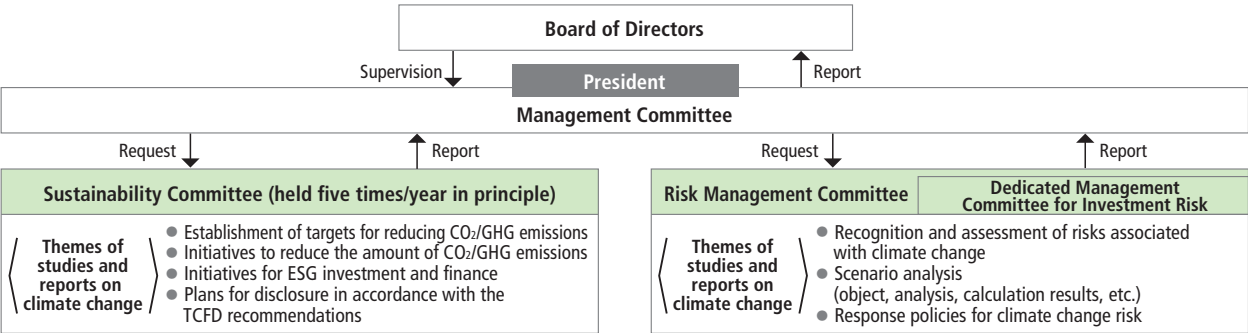 Board of Directors
Supervision
Report
President
Management Committee
Request
Report
Request
Report
Sustainability Committee (held five times/year in principle)
Themes of
studies and
reports on
climate change
● Establishment of targets for reducing CO₂/GHG emissions
● Initiatives to reduce the amount of CO₂/GHG emissions
● Initiatives for ESG investment and finance
● Plans for disclosure in accordance with the
TCFD recommendations
Risk Management Committee
Dedicated Management
Committee for Investment Risk
Themes of
studies and
reports on
climate change
● Recognition and assessment of risks associated
with climate change
● Scenario analysis
(object, analysis, calculation results, etc.)
● Response policies for climate change risk